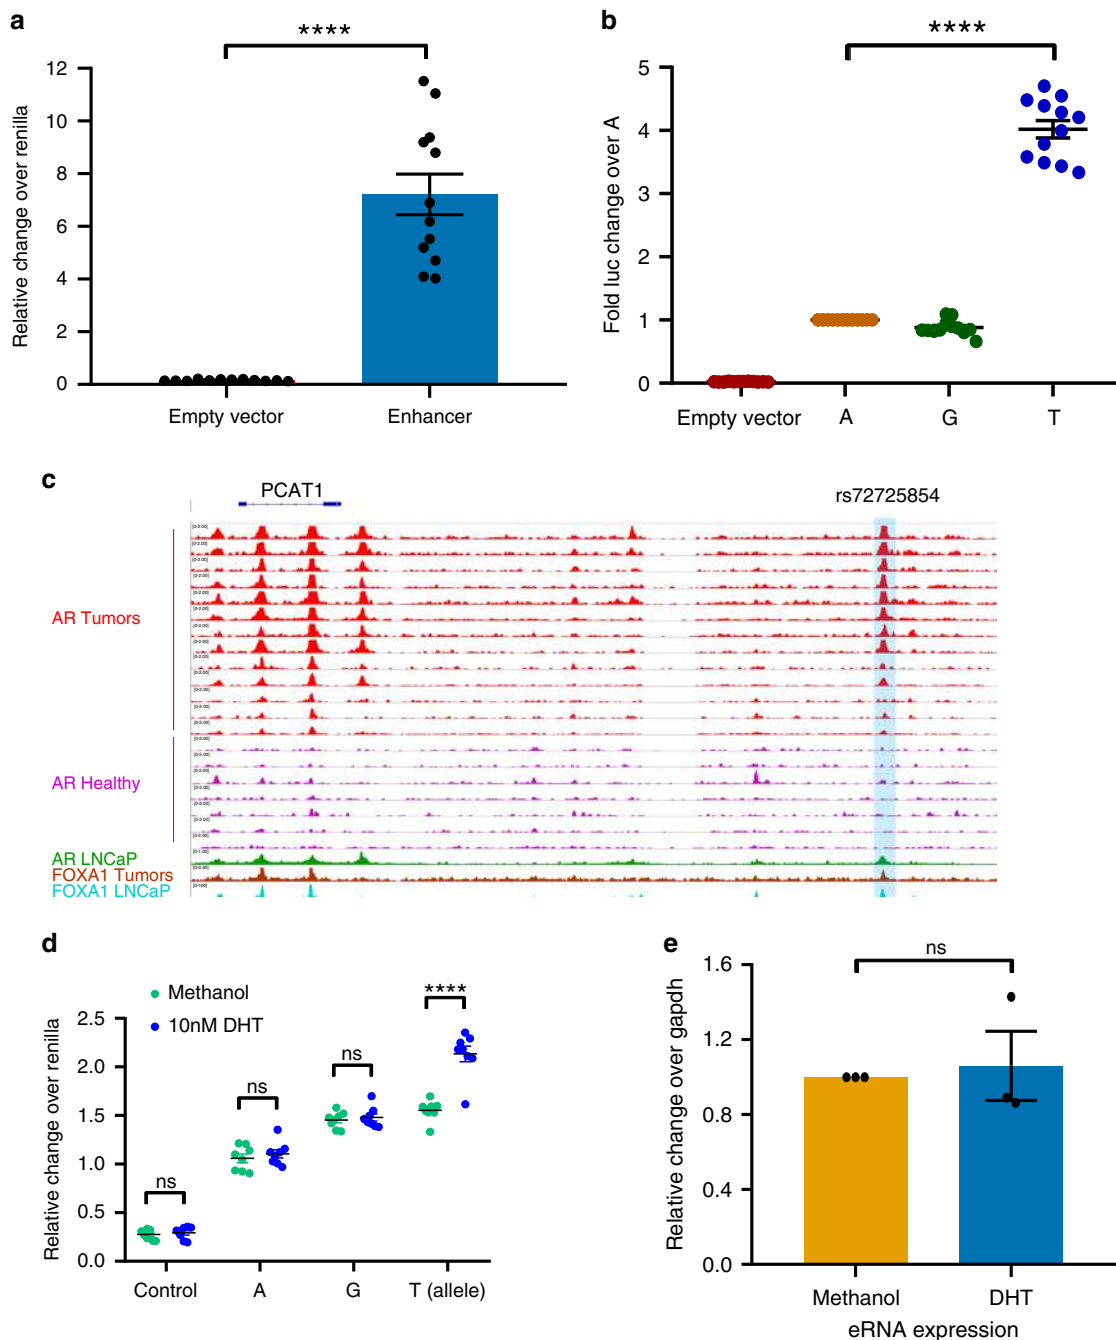 a
****
Relative change over renilla
12
10
8
6
4
2
0
Empty vector
Enhancer
b
****
Fold luc change over A
5
4
3
2
1
0
Empty vector
A
G
T
c
PCAT1
rs72725854
AR Tumors
AR Healthy
AR LNCaP
FOXA1 Tumors
FOXA1 LNCaP
d
Methanol
10nM DHT
Relative change over renilla
2.5
2.0
1.5
1.0
0.5
0.0
ns
ns
ns
****
Control
A
G
T (allele)
e
ns
Relative change over gapdh
1.6
1.2
0.8
0.4
0.0
Methanol
DHT
eRNA expression